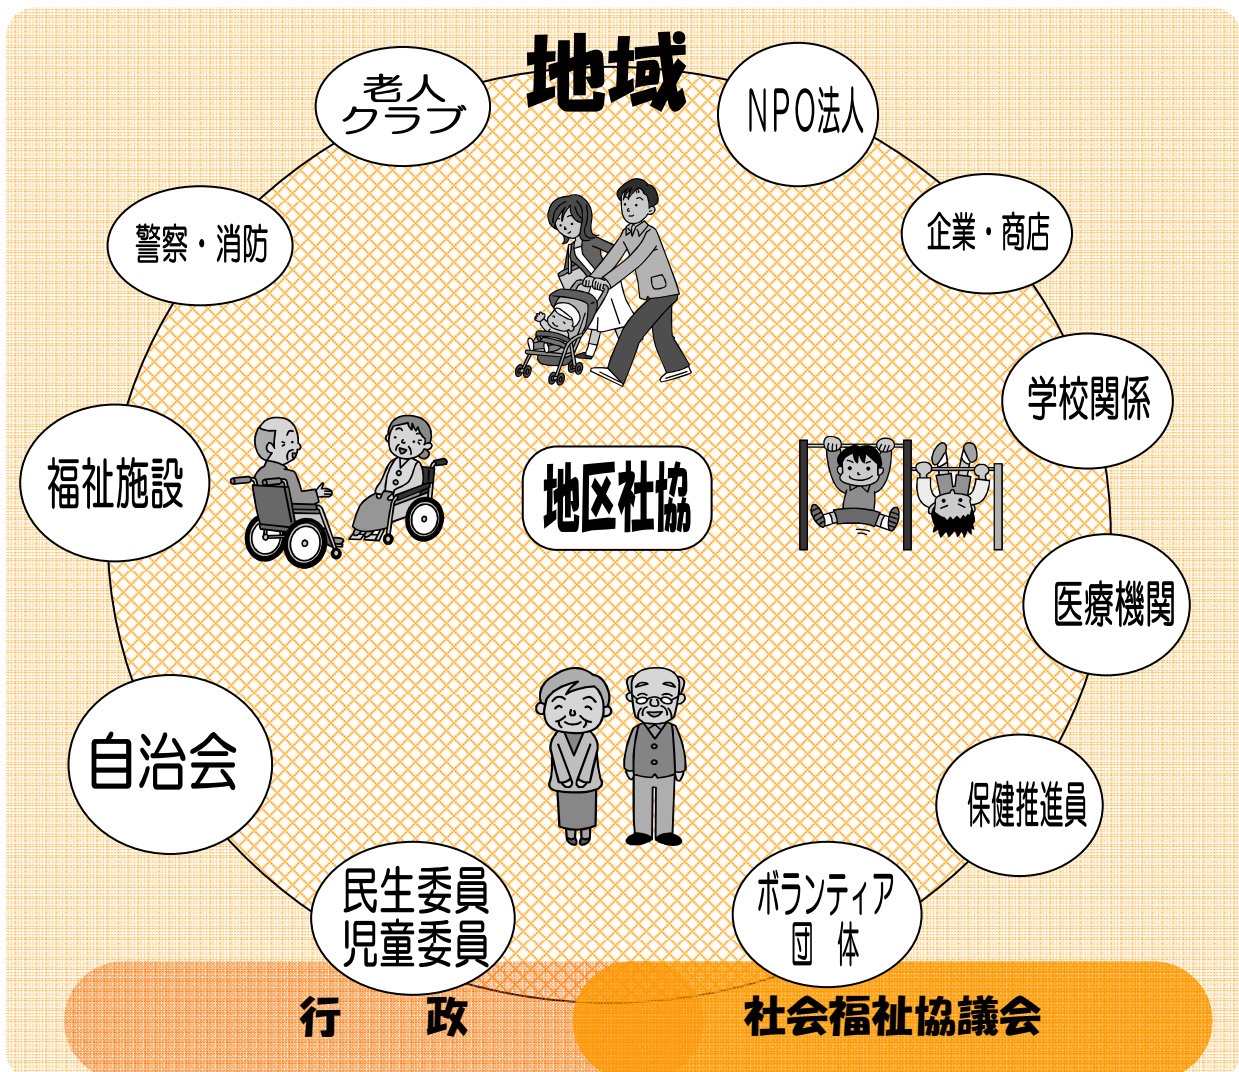 地域
老人
クラブ
NPO法人
警察・消防
企業・商店
学校関係
福祉施設
地区社協
医療機関
自治会
保健推進員
民生委員
児童委員
ボランティア
団 体
行 政
社会福祉協議会